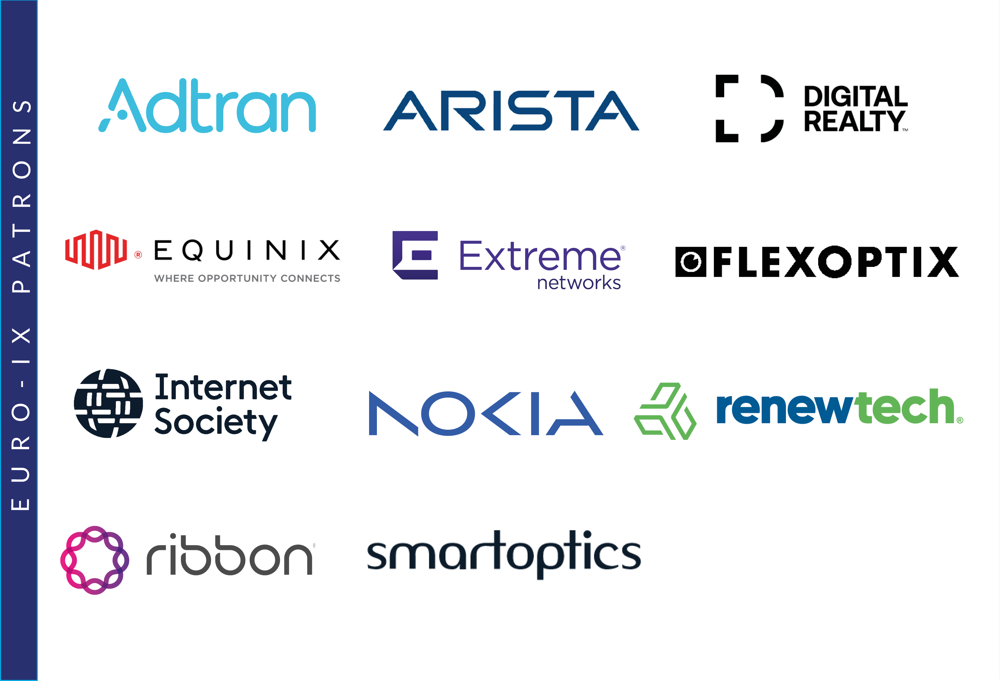 EURO-IX PATRONS
Adtran
ARISTA
DIGITAL
REALTY™
® EQUINIX
WHERE OPPORTUNITY CONNECTS
Extreme®
networks
FLEXOPTIX
Internet
Society
NOKIA
renewtech®
ribbon
smartoptics